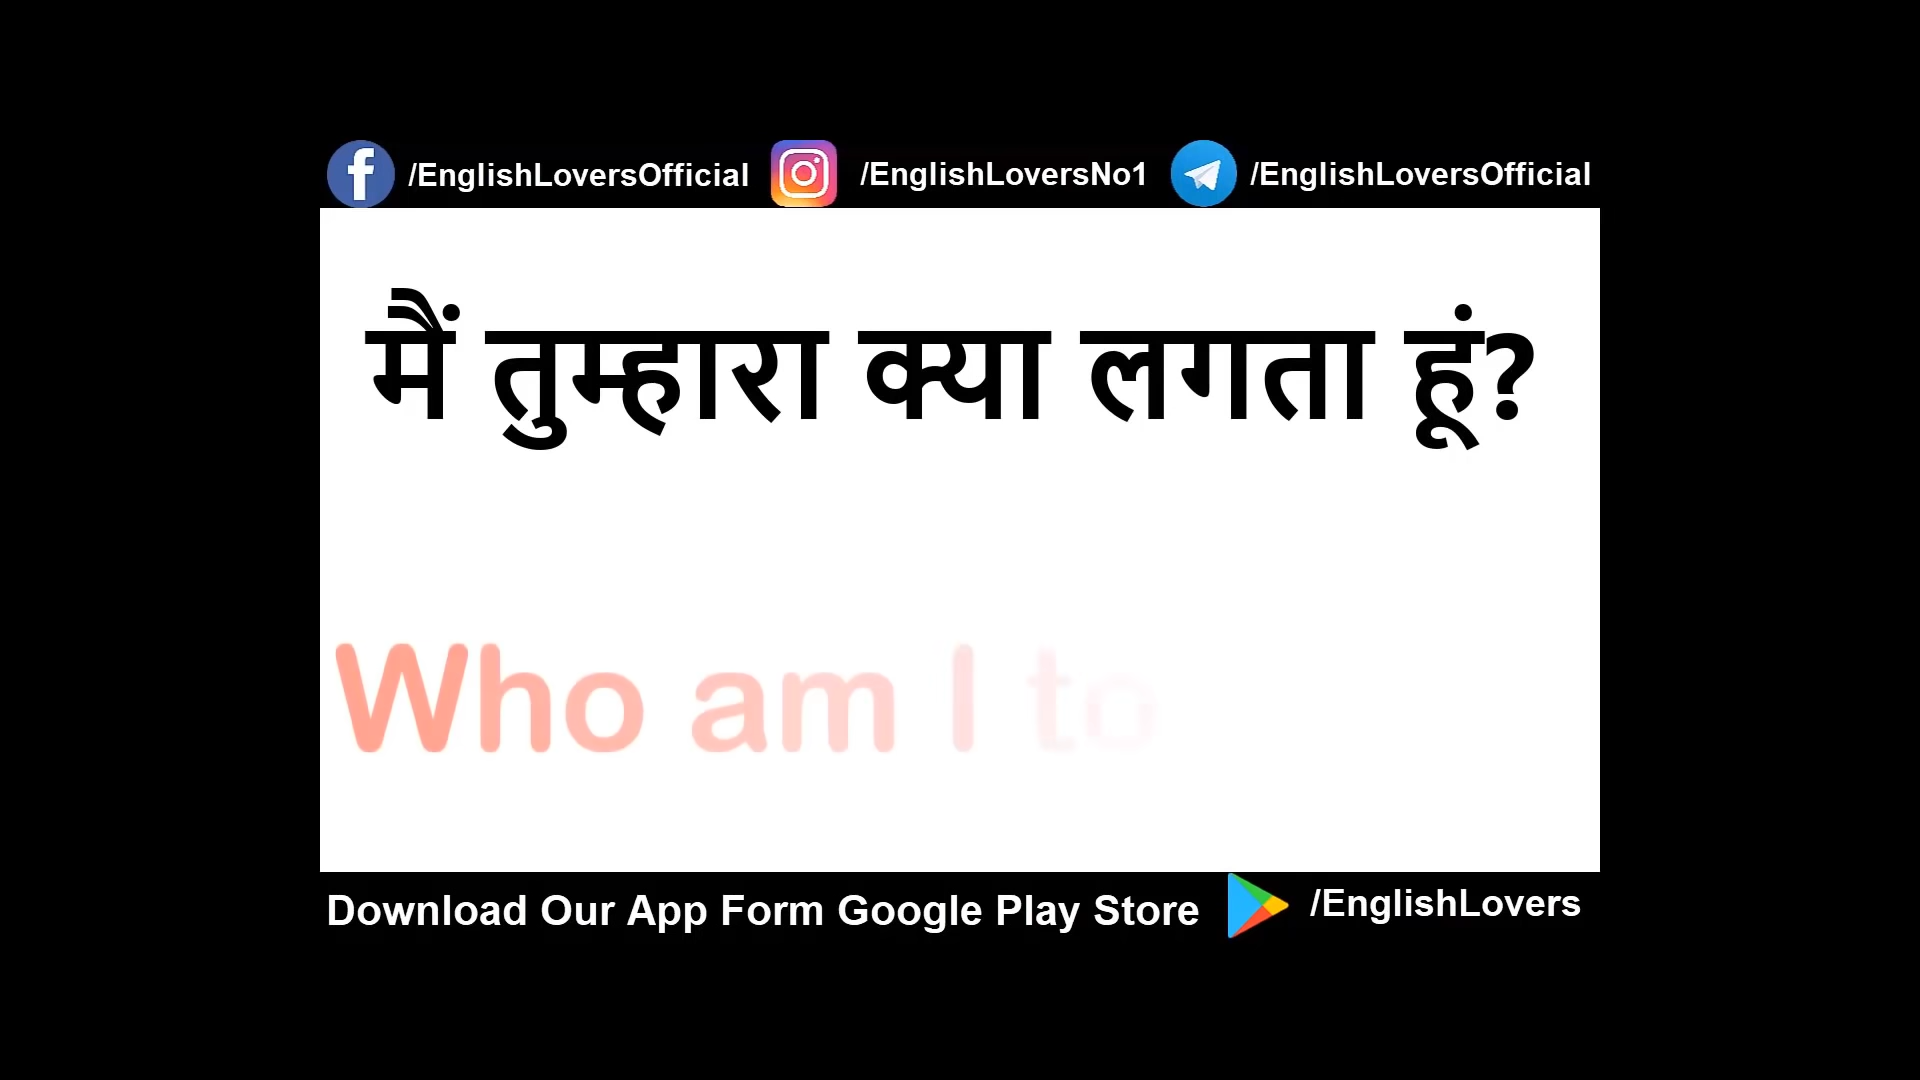 /EnglishLoversOfficial /EnglishLoversNo1 /EnglishLoversOfficial
मैं तुम्हारा क्या लगता हूं?
Who am I to
Download Our App Form Google Play Store /EnglishLovers